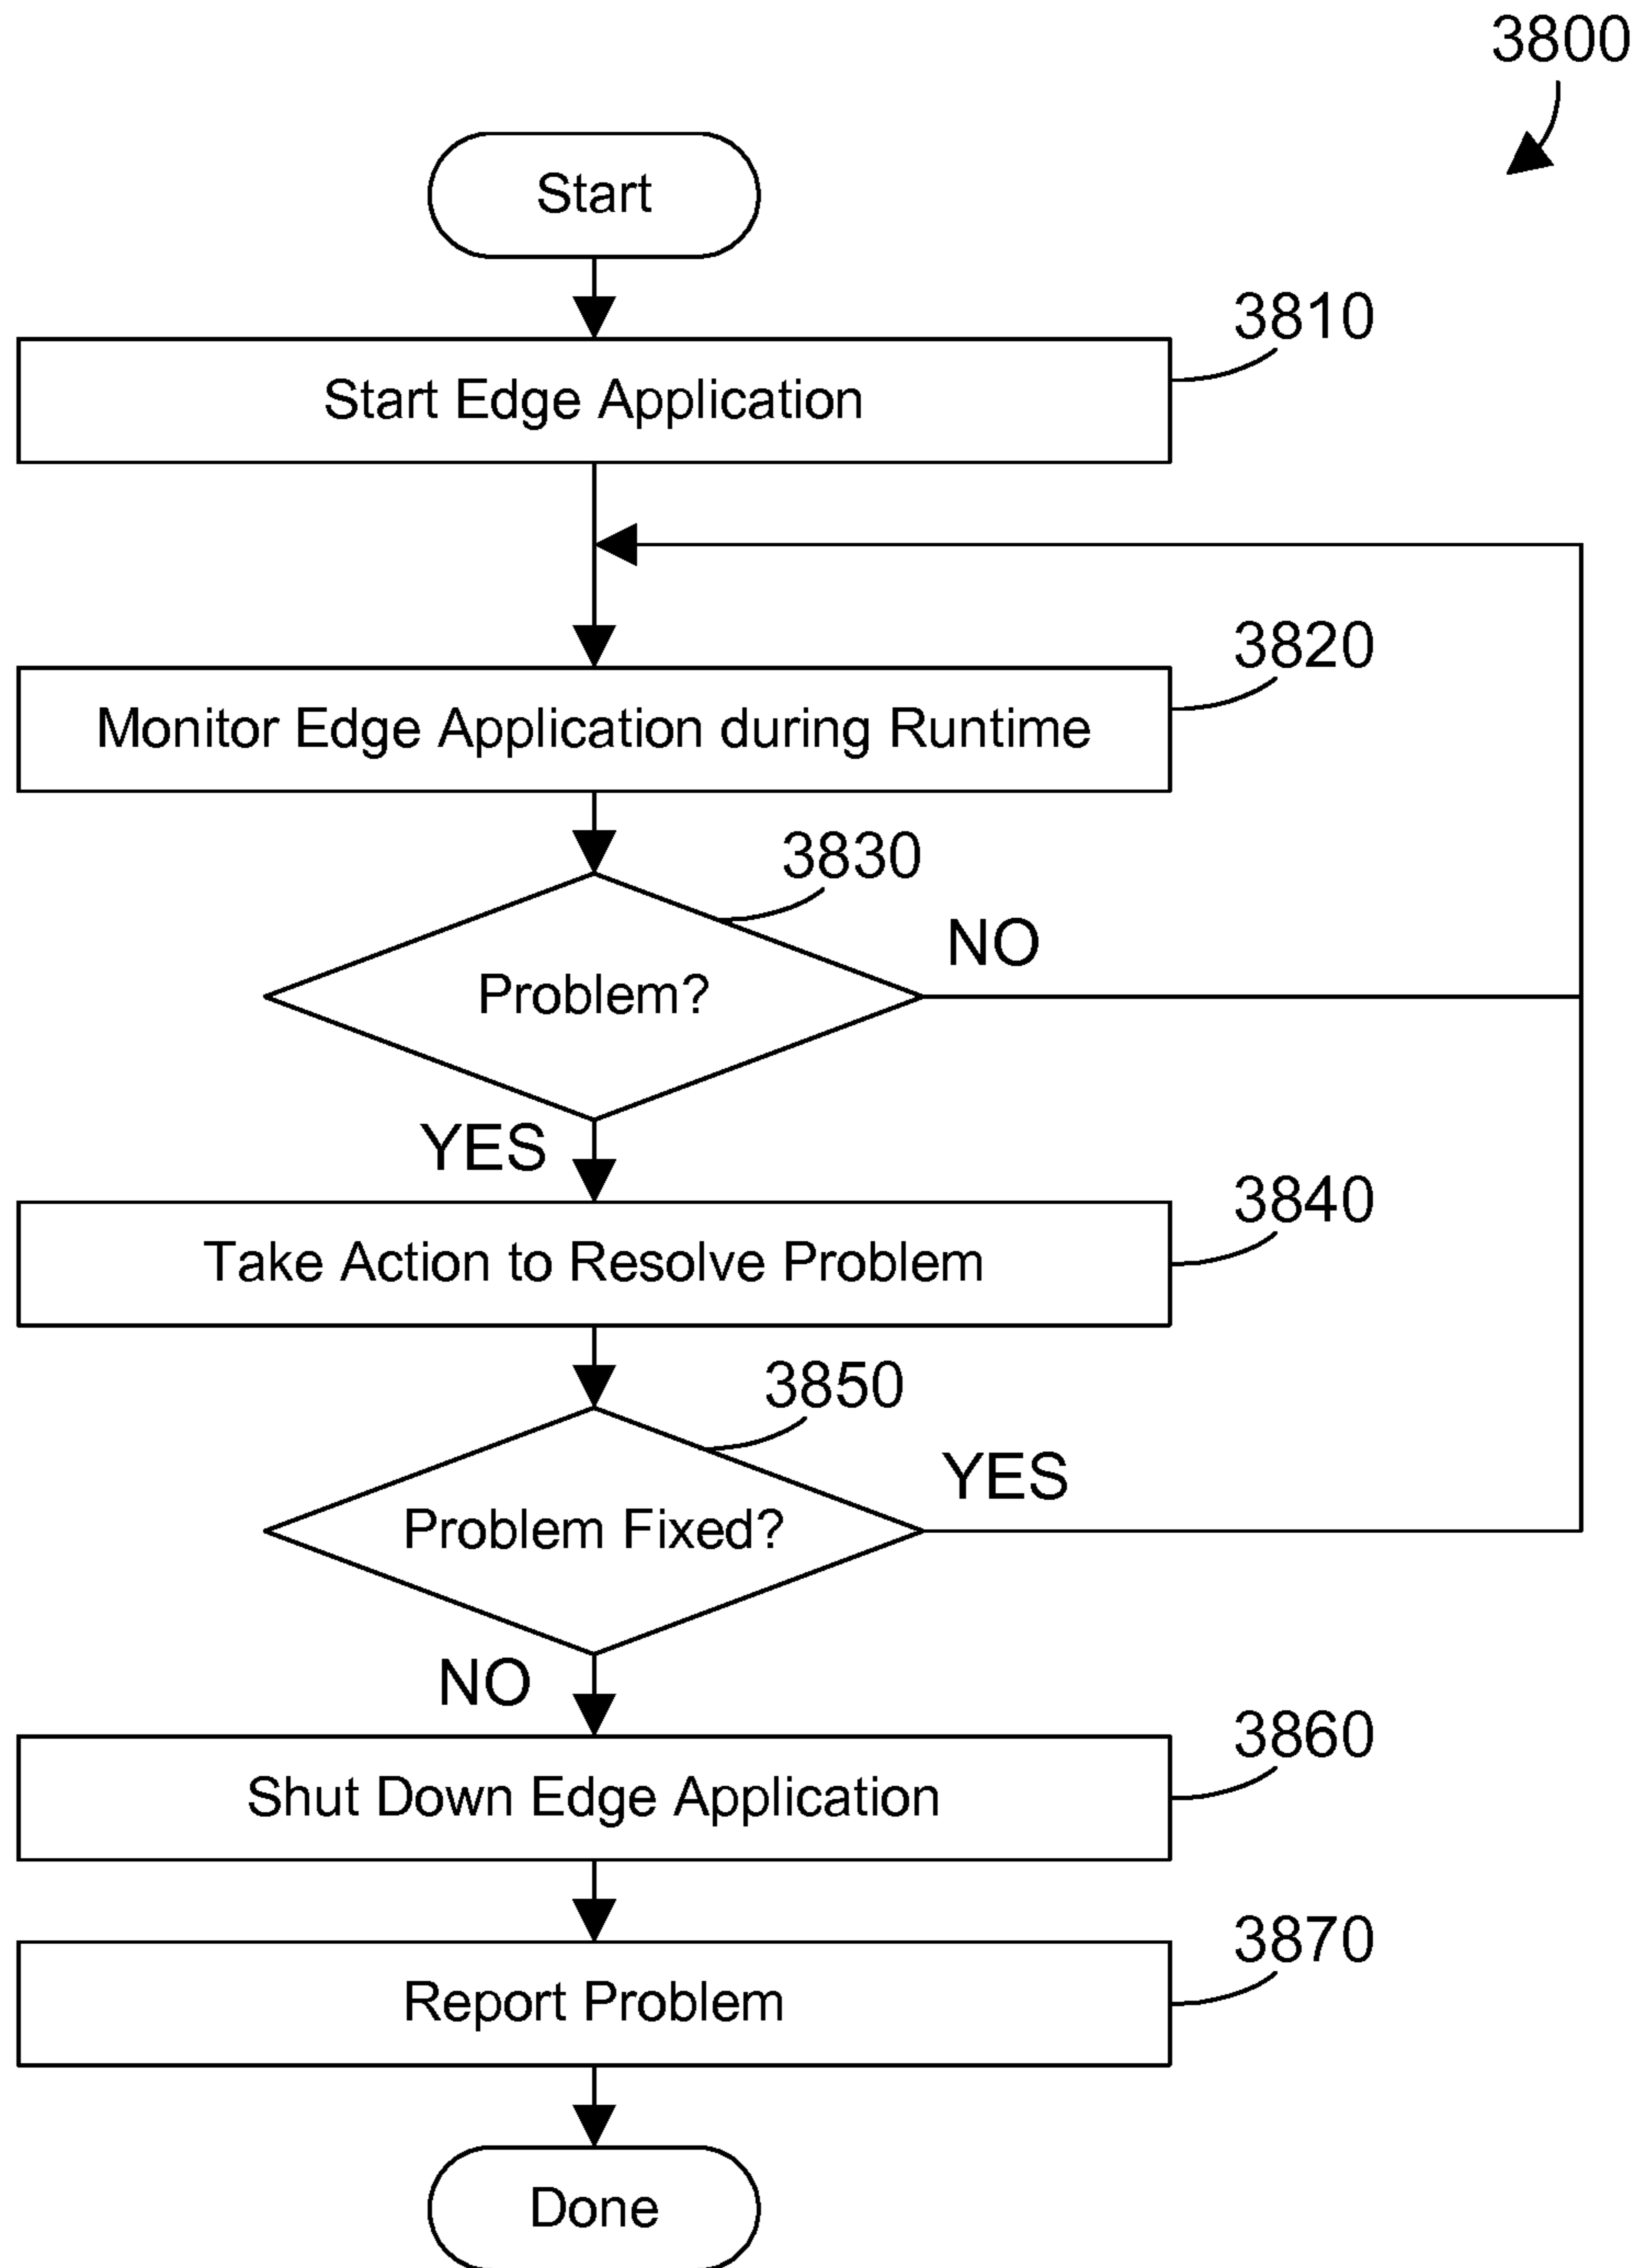 3800
Start
3810
Start Edge Application
3820
Monitor Edge Application during Runtime
3830
Problem?
NO
YES
3840
Take Action to Resolve Problem
3850
Problem Fixed?
YES
NO
3860
Shut Down Edge Application
3870
Report Problem
Done